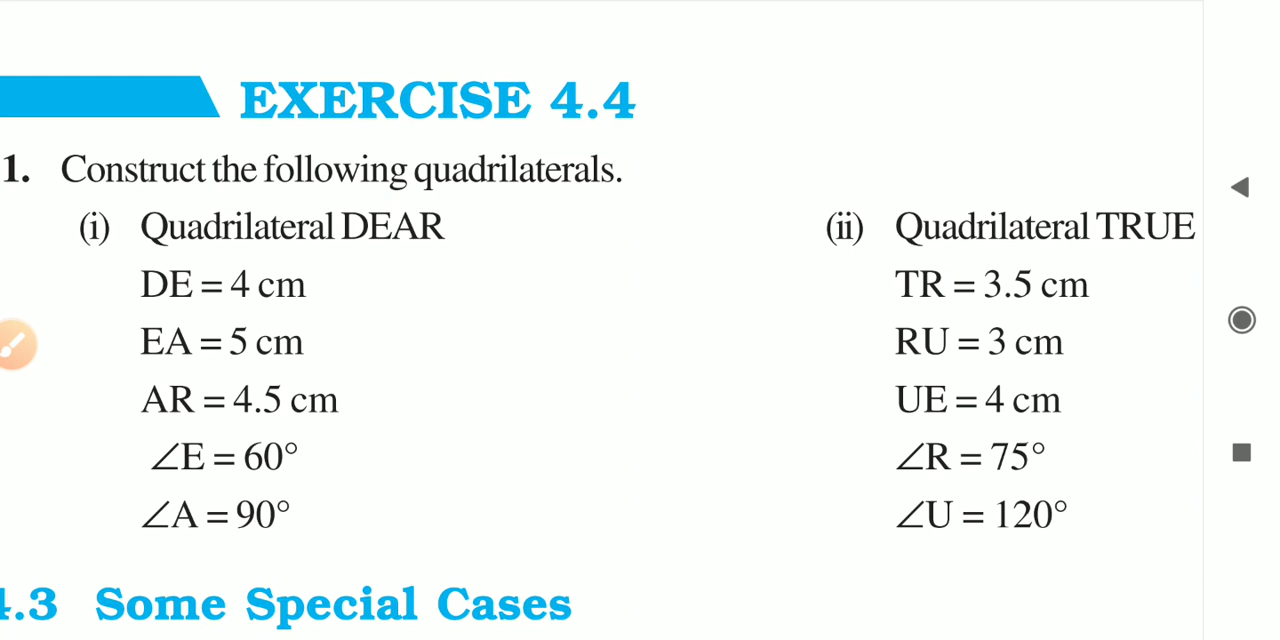 EXERCISE 4.4
1. Construct the following quadrilaterals.
(i) Quadrilateral DEAR
DE = 4 cm
EA = 5 cm
AR = 4.5 cm
∠E = 60°
∠A = 90°
(ii) Quadrilateral TRUE
TR = 3.5 cm
RU = 3 cm
UE = 4 cm
∠R = 75°
∠U = 120°
4.3 Some Special Cases